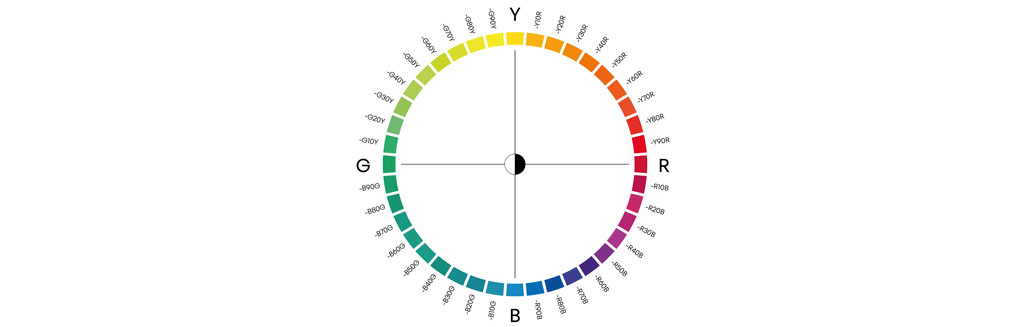 Y
-Y10R
-Y20R
-Y30R
-Y40R
-Y50R
-Y60R
-Y70R
-Y80R
-Y90R
R
-R10B
-R20B
-R30B
-R40B
-R50B
-R60B
-R70B
-R80B
-R90B
B
-B10G
-B20G
-B30G
-B40G
-B50G
-B60G
-B70G
-B80G
-B90G
G
-G10Y
-G20Y
-G30Y
-G40Y
-G50Y
-G60Y
-G70Y
-G80Y
-G90Y